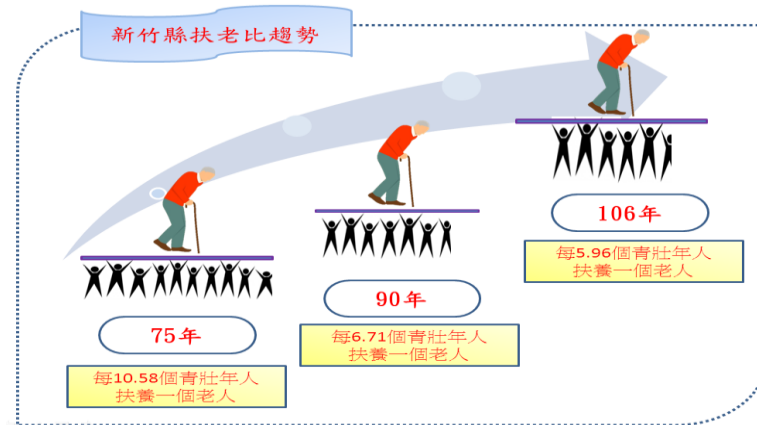 新竹縣扶老比趨勢
75年
每10.58個青壯年人
扶養一個老人
90年
每6.71個青壯年人
扶養一個老人
106年
每5.96個青壯年人
扶養一個老人